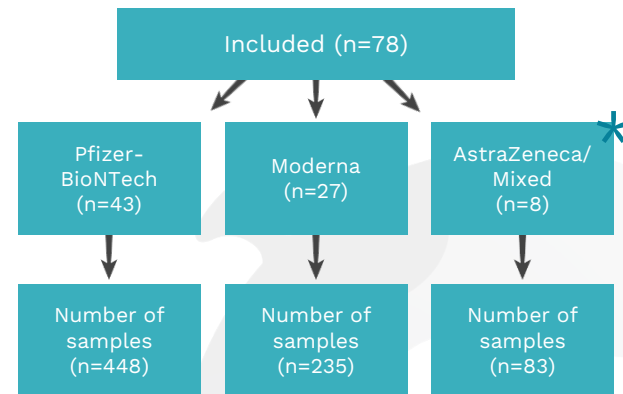 Included (n=78)
Pfizer-
BioNTech
(n=43)
Moderna
(n=27)
AstraZeneca/
Mixed
(n=8)
*
Number of
samples
(n=448)
Number of
samples
(n=235)
Number of
samples
(n=83)